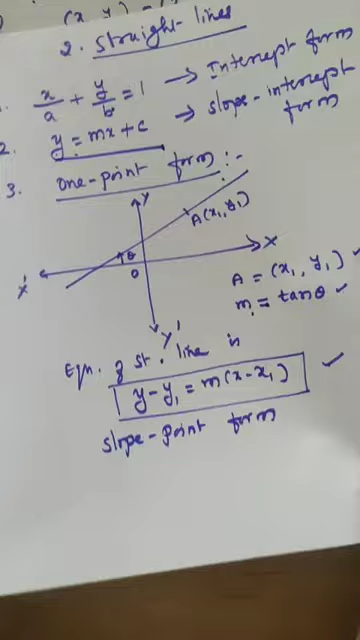 2. Straight-lines
1. x/a + y/b = 1 → Intercept form
2. y = mx + c → slope-intercept form
3. one-point form :-
Y
A(x₁, y₁)
X' θ O X
Y'
A = (x₁, y₁) ✓
m = tanθ ✓
Eqn. of st. line is
y - y₁ = m(x - x₁) ✓
slope-point form